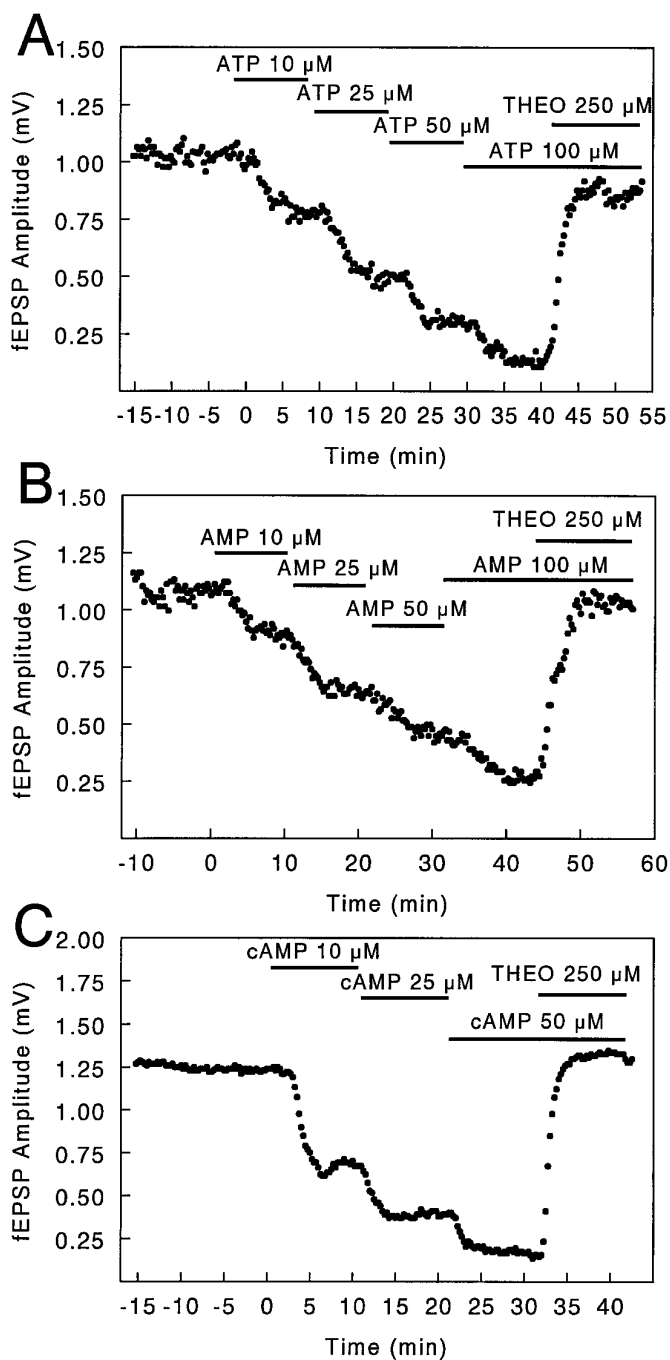 A
fEPSP Amplitude (mV)
1.50
1.25
1.00
0.75
0.50
0.25
ATP 10 µM
ATP 25 µM
ATP 50 µM
THEO 250 µM
ATP 100 µM
-15 -10 -5 0 5 10 15 20 25 30 35 40 45 50 55
Time (min)
B
fEPSP Amplitude (mV)
1.50
1.25
1.00
0.75
0.50
0.25
AMP 10 µM
AMP 25 µM
AMP 50 µM
THEO 250 µM
AMP 100 µM
-10 0 10 20 30 40 50 60
Time (min)
C
fEPSP Amplitude (mV)
2.00
1.75
1.50
1.25
1.00
0.75
0.50
0.25
cAMP 10 µM
cAMP 25 µM
THEO 250 µM
cAMP 50 µM
-15 -10 -5 0 5 10 15 20 25 30 35 40
Time (min)